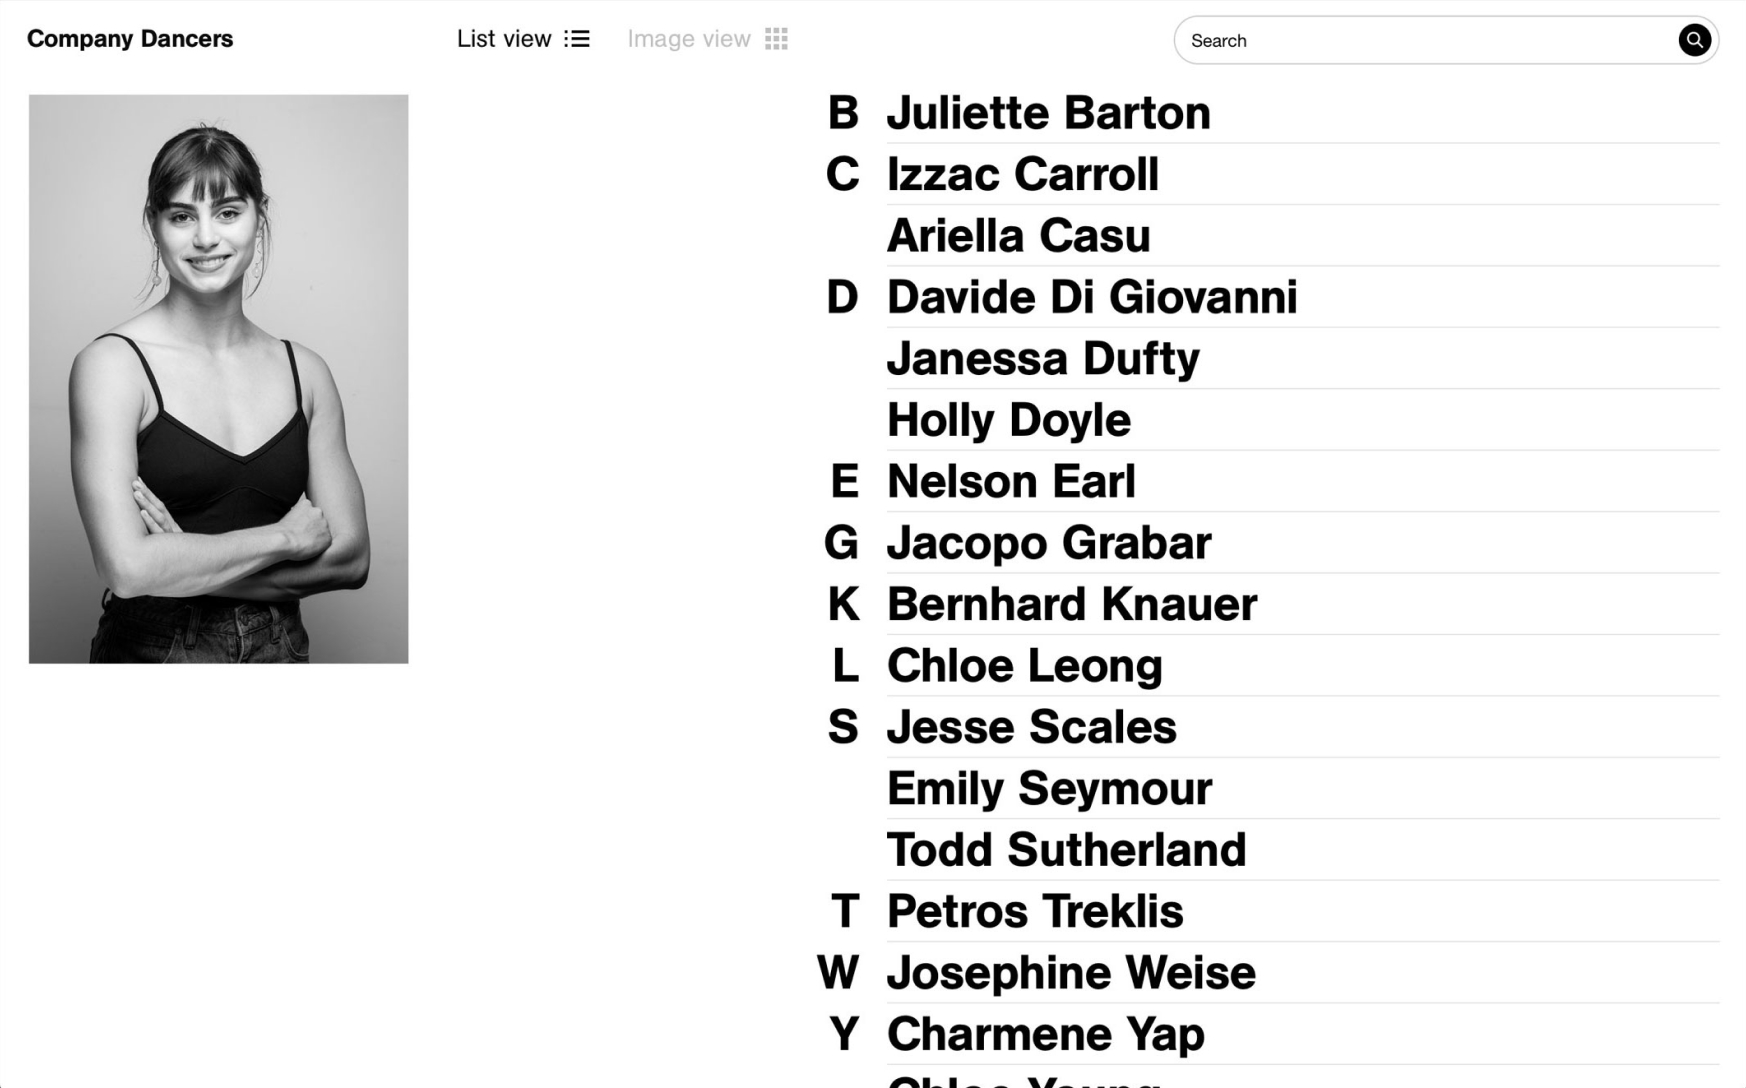 Company Dancers
List view
Image view
Search
B Juliette Barton
C Izzac Carroll
Ariella Casu
D Davide Di Giovanni
Janessa Dufty
Holly Doyle
E Nelson Earl
G Jacopo Grabar
K Bernhard Knauer
L Chloe Leong
S Jesse Scales
Emily Seymour
Todd Sutherland
T Petros Treklis
W Josephine Weise
Y Charmene Yap
Chloe Young